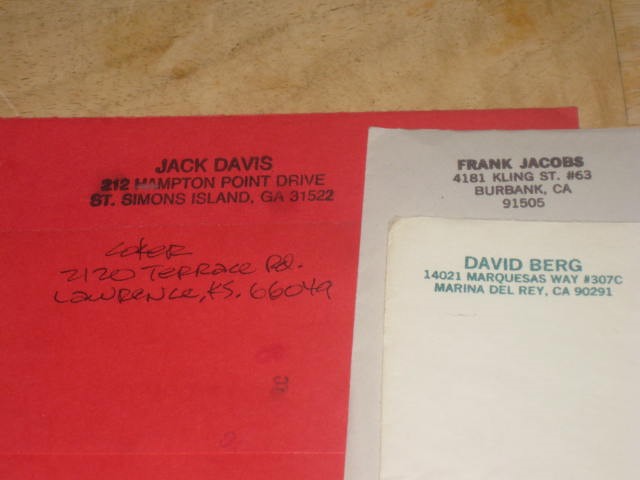 JACK DAVIS
212 HAMPTON POINT DRIVE
ST. SIMONS ISLAND, GA 31522
COKER
2120 TERRACE RD.
LAWRENCE, KS. 66049
FRANK JACOBS
4181 KLING ST. #63
BURBANK, CA
91505
DAVID BERG
14021 MARQUESAS WAY #307C
MARINA DEL REY, CA 90291